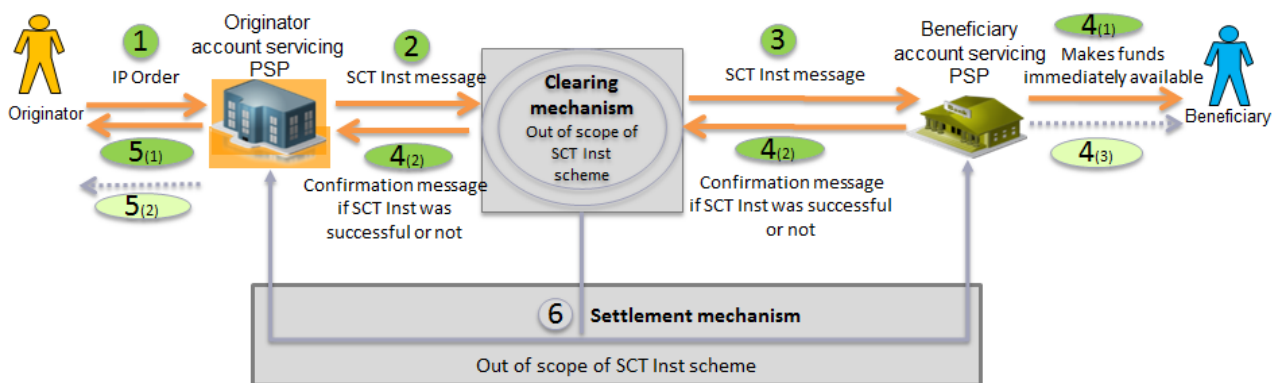 Originator
account servicing
PSP
1
IP Order
Originator
5(1)
5(2)
2
SCT Inst message
4(2)
Confirmation message
if SCT Inst was
successful or not
Clearing
mechanism
Out of scope of
SCT Inst
scheme
3
SCT Inst message
4(2)
Confirmation message
if SCT Inst was successful
or not
Beneficiary
account servicing
PSP
4(1)
Makes funds
immediately available
Beneficiary
4(3)
6
Settlement mechanism
Out of scope of SCT Inst scheme